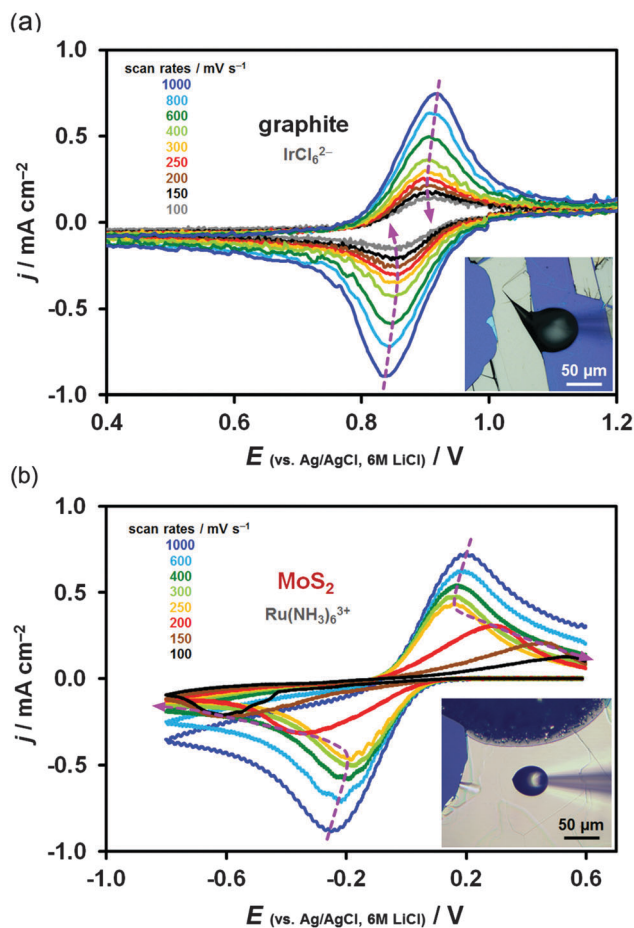 (a)
1.0
scan rates / mV s⁻¹
1000
800
600
400
300
250
200
150
100
graphite
IrCl₆²⁻
0.5
0.0
-0.5
-1.0
j / mA cm⁻²
50 µm
0.4 0.6 0.8 1.0 1.2
E (vs. Ag/AgCl, 6M LiCl) / V
(b)
1.0
scan rates / mV s⁻¹
1000
600
400
300
250
200
150
100
MoS₂
Ru(NH₃)₆³⁺
0.5
0.0
-0.5
-1.0
j / mA cm⁻²
50 µm
-1.0 -0.6 -0.2 0.2 0.6
E (vs. Ag/AgCl, 6M LiCl) / V